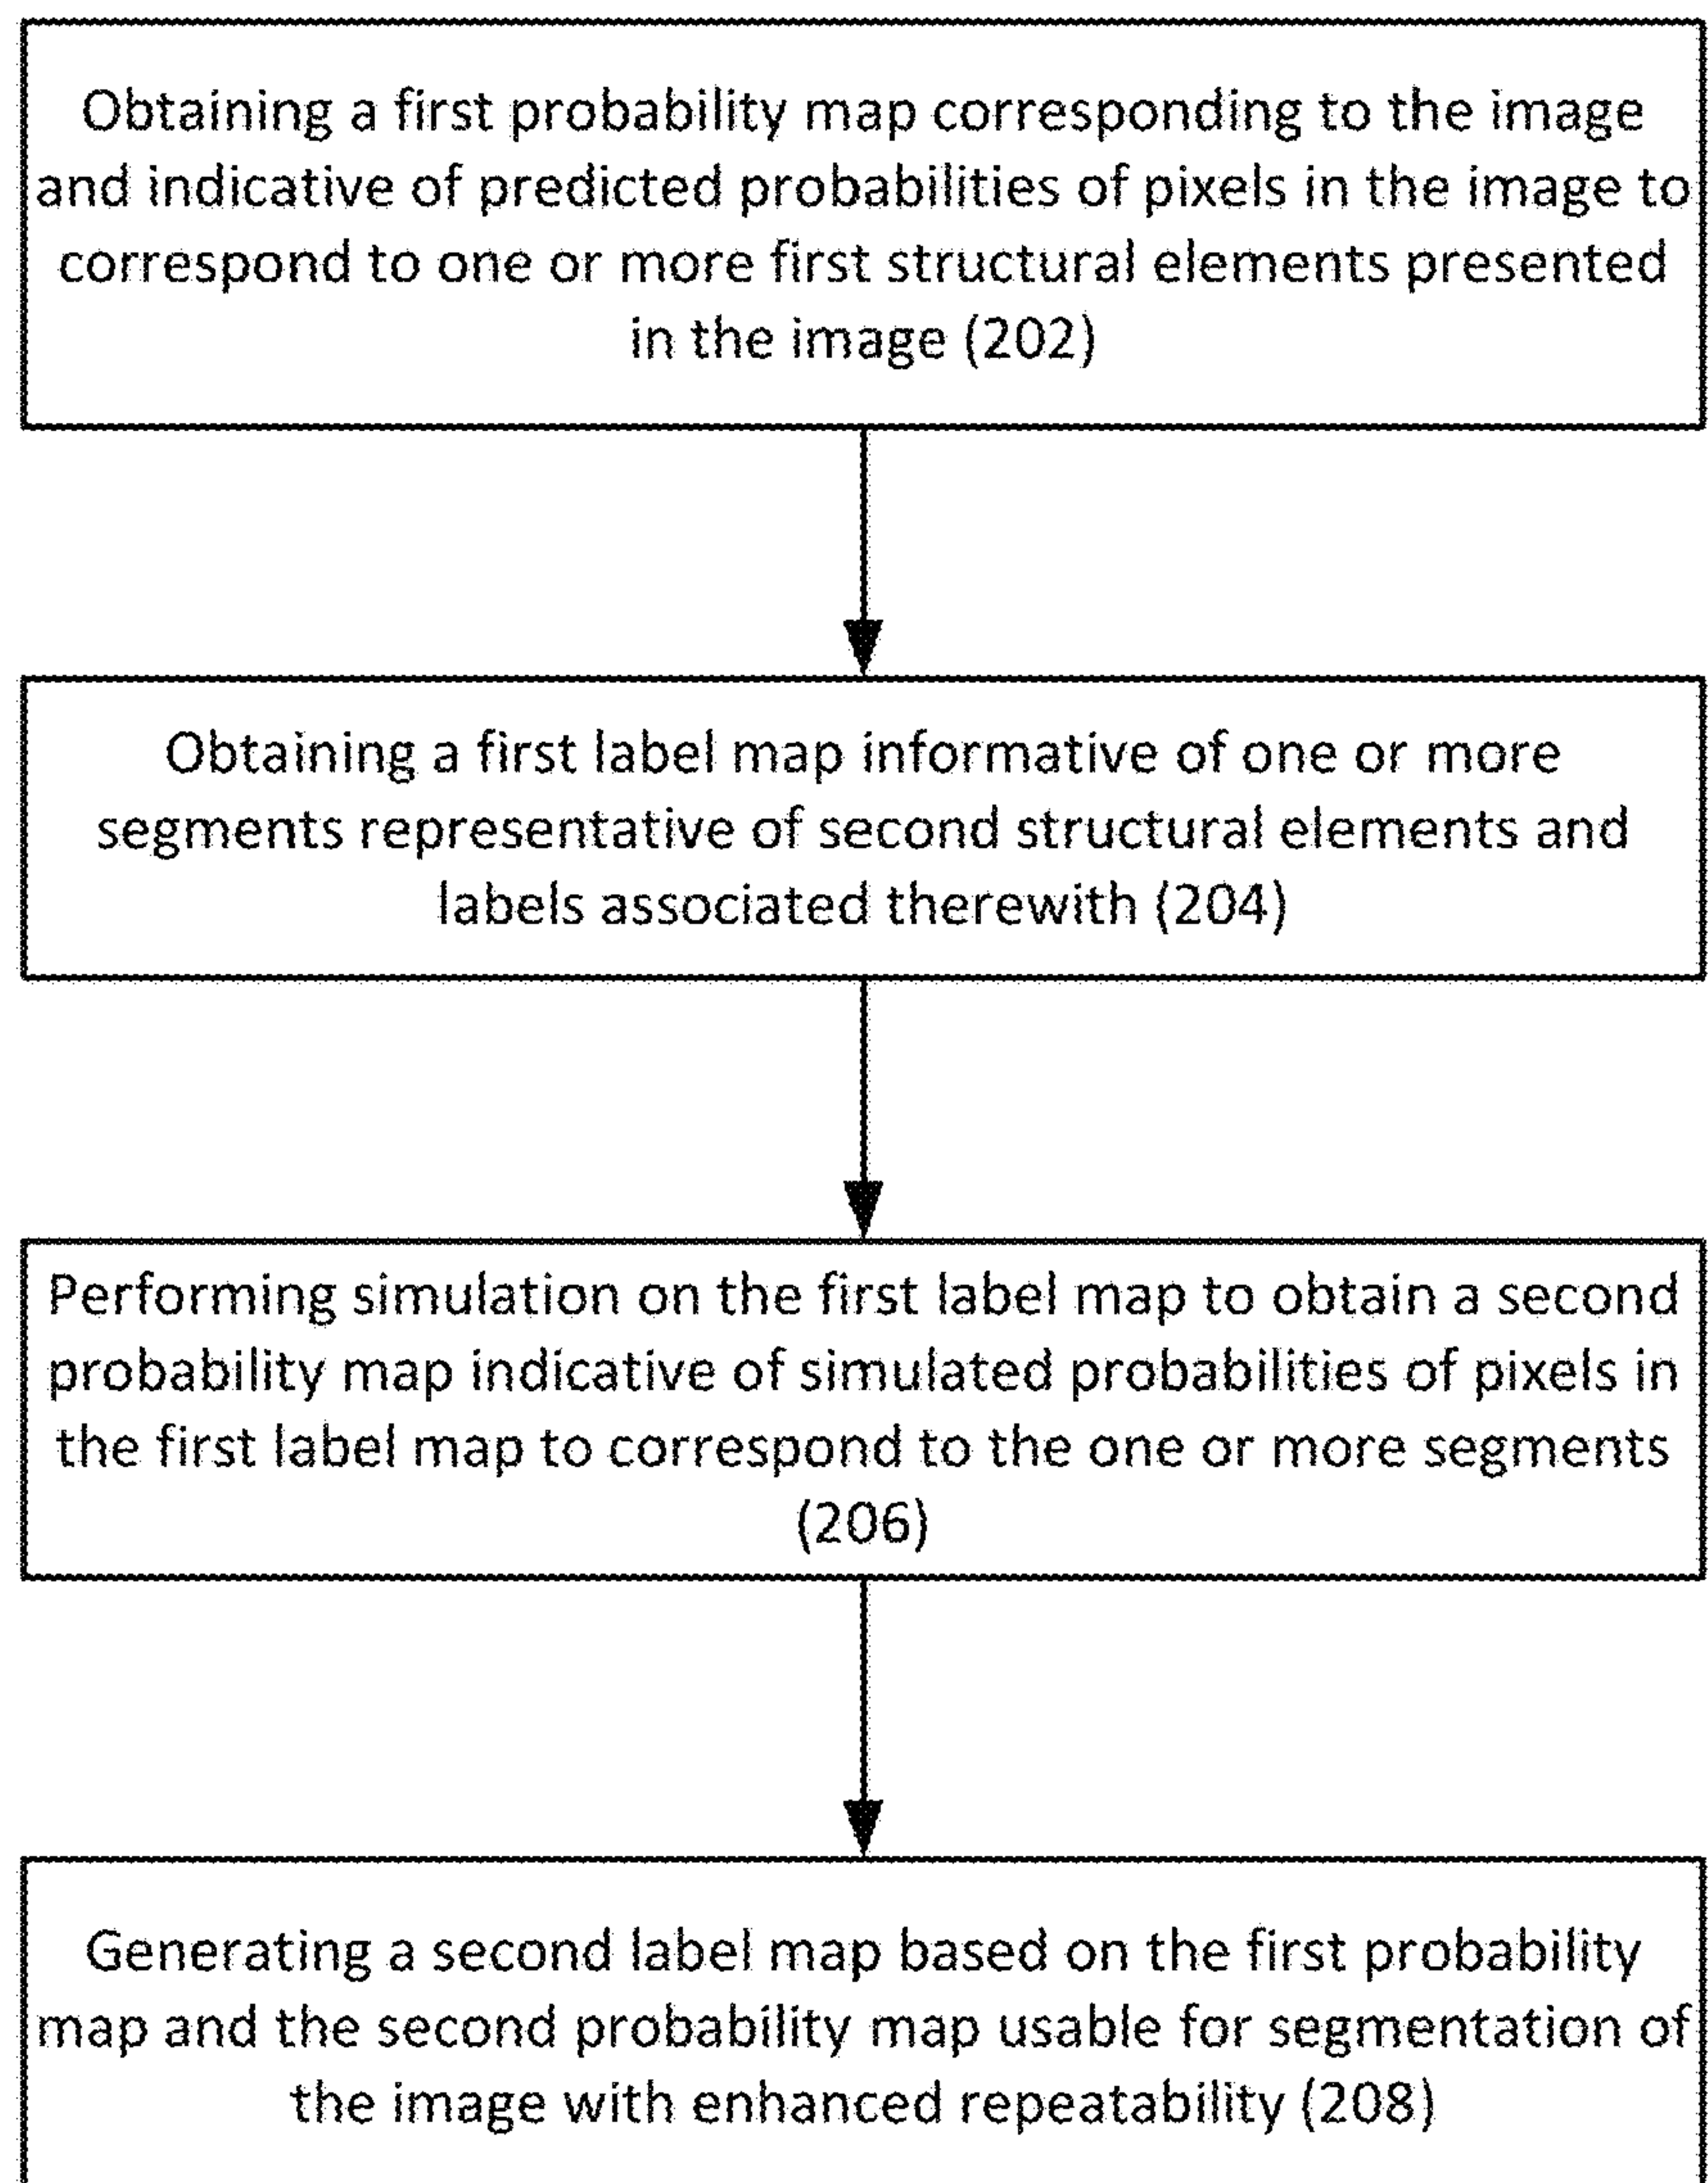 Obtaining a first probability map corresponding to the image
and indicative of predicted probabilities of pixels in the image to
correspond to one or more first structural elements presented
in the image (202)
Obtaining a first label map informative of one or more
segments representative of second structural elements and
labels associated therewith (204)
Performing simulation on the first label map to obtain a second
probability map indicative of simulated probabilities of pixels in
the first label map to correspond to the one or more segments
(206)
Generating a second label map based on the first probability
map and the second probability map usable for segmentation of
the image with enhanced repeatability (208)